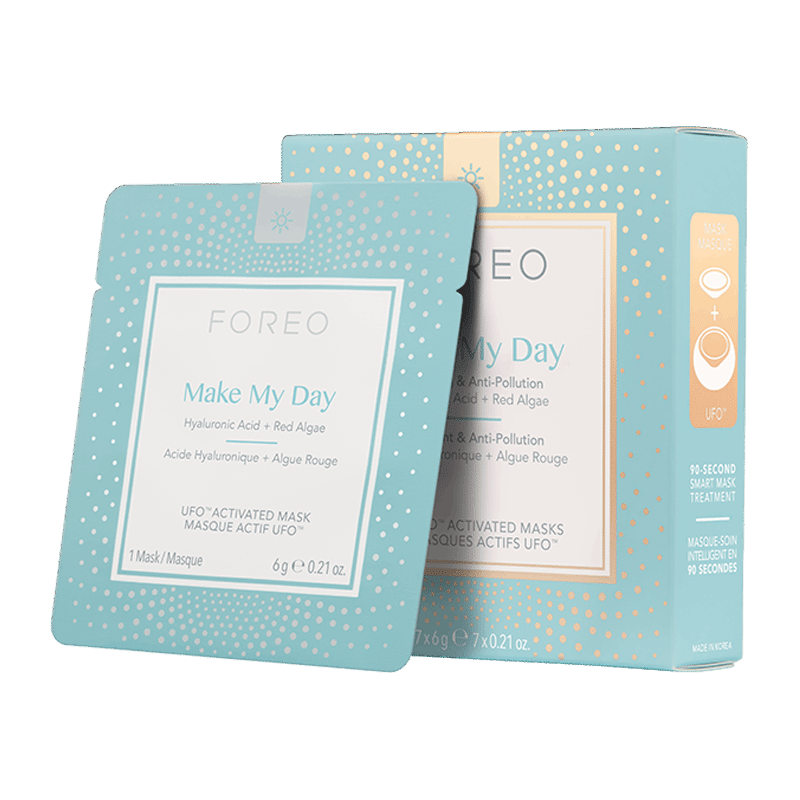 FOREO
Make My Day
Hyaluronic Acid + Red Algae
Acide Hyaluronique + Algue Rouge
UFO™ ACTIVATED MASK
MASQUE ACTIF UFO™
1 Mask/Masque
6 g ℮ 0.21 oz.
REO
My Day
& Anti-Pollution
Acid + Red Algae
& Anti-Pollution
ronique + Algue Rouge
ACTIVATED MASKS
ASQUES ACTIFS UFO™
7 x 6 g ℮ 7 x 0.21 oz.
MASK
MASQUE
+
UFO™
90-SECOND
SMART MASK
TREATMENT
MASQUE-SOIN
INTELLIGENT EN
90 SECONDES
MADE IN KOREA